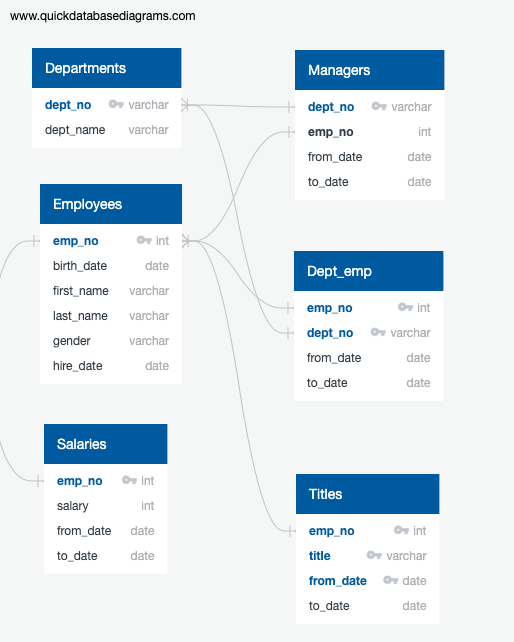 www.quickdatabasediagrams.com
Departments
dept_no varchar
dept_name varchar
Managers
dept_no varchar
emp_no int
from_date date
to_date date
Employees
emp_no int
birth_date date
first_name varchar
last_name varchar
gender varchar
hire_date date
Dept_emp
emp_no int
dept_no varchar
from_date date
to_date date
Salaries
emp_no int
salary int
from_date date
to_date date
Titles
emp_no int
title varchar
from_date date
to_date date